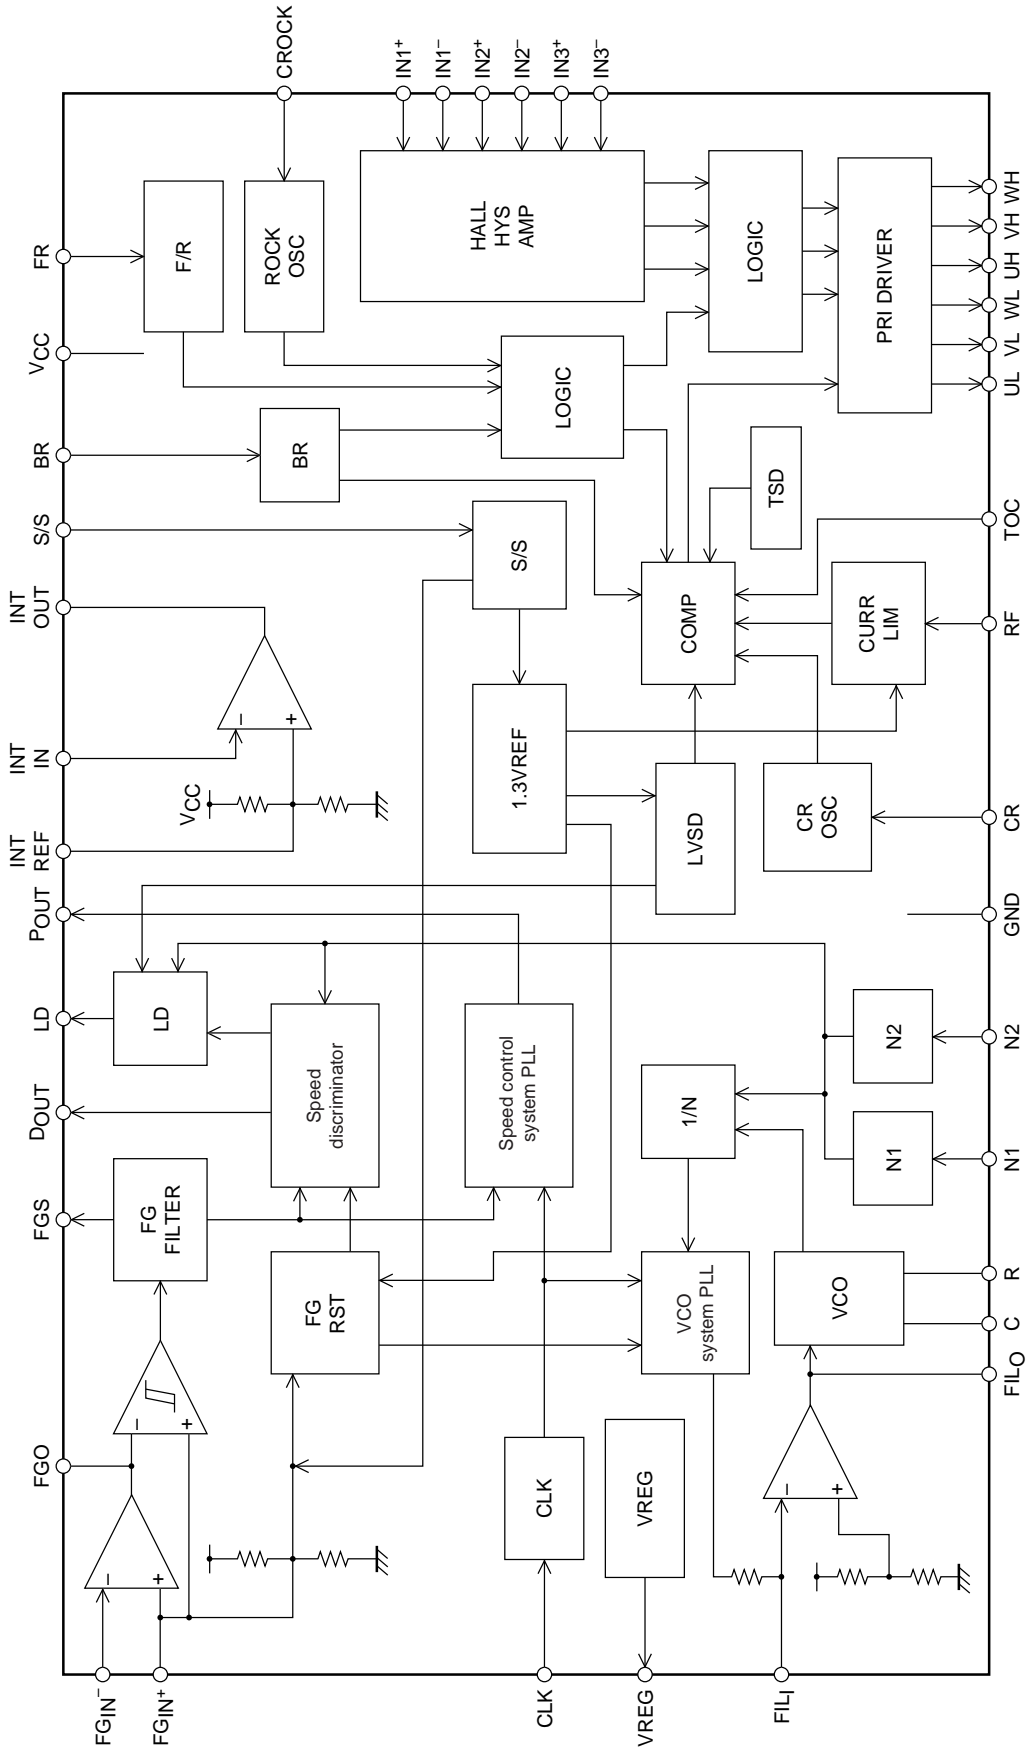 FGIN−
FGIN+
FGO
FGS
DOUT
LD
POUT
INT
REF
INT
IN
INT
OUT
S/S
BR
VCC
FR
CROCK
IN1+
IN1−
IN2+
IN2−
IN3+
IN3−
−
+
−
+
FG
FILTER
LD
VCC
−
+
BR
F/R
ROCK
OSC
HALL
HYS
AMP
FG
RST
Speed
discriminator
Speed control
system PLL
1.3VREF
S/S
LOGIC
LOGIC
CLK
VREG
VCO
system PLL
1/N
LVSD
COMP
TSD
PRI DRIVER
−
+
VCO
N1
N2
CR
OSC
CURR
LIM
CLK
VREG
FILI
FILO
C
R
N1
N2
GND
CR
RF
TOC
UL
VL
WL
UH
VH
WH